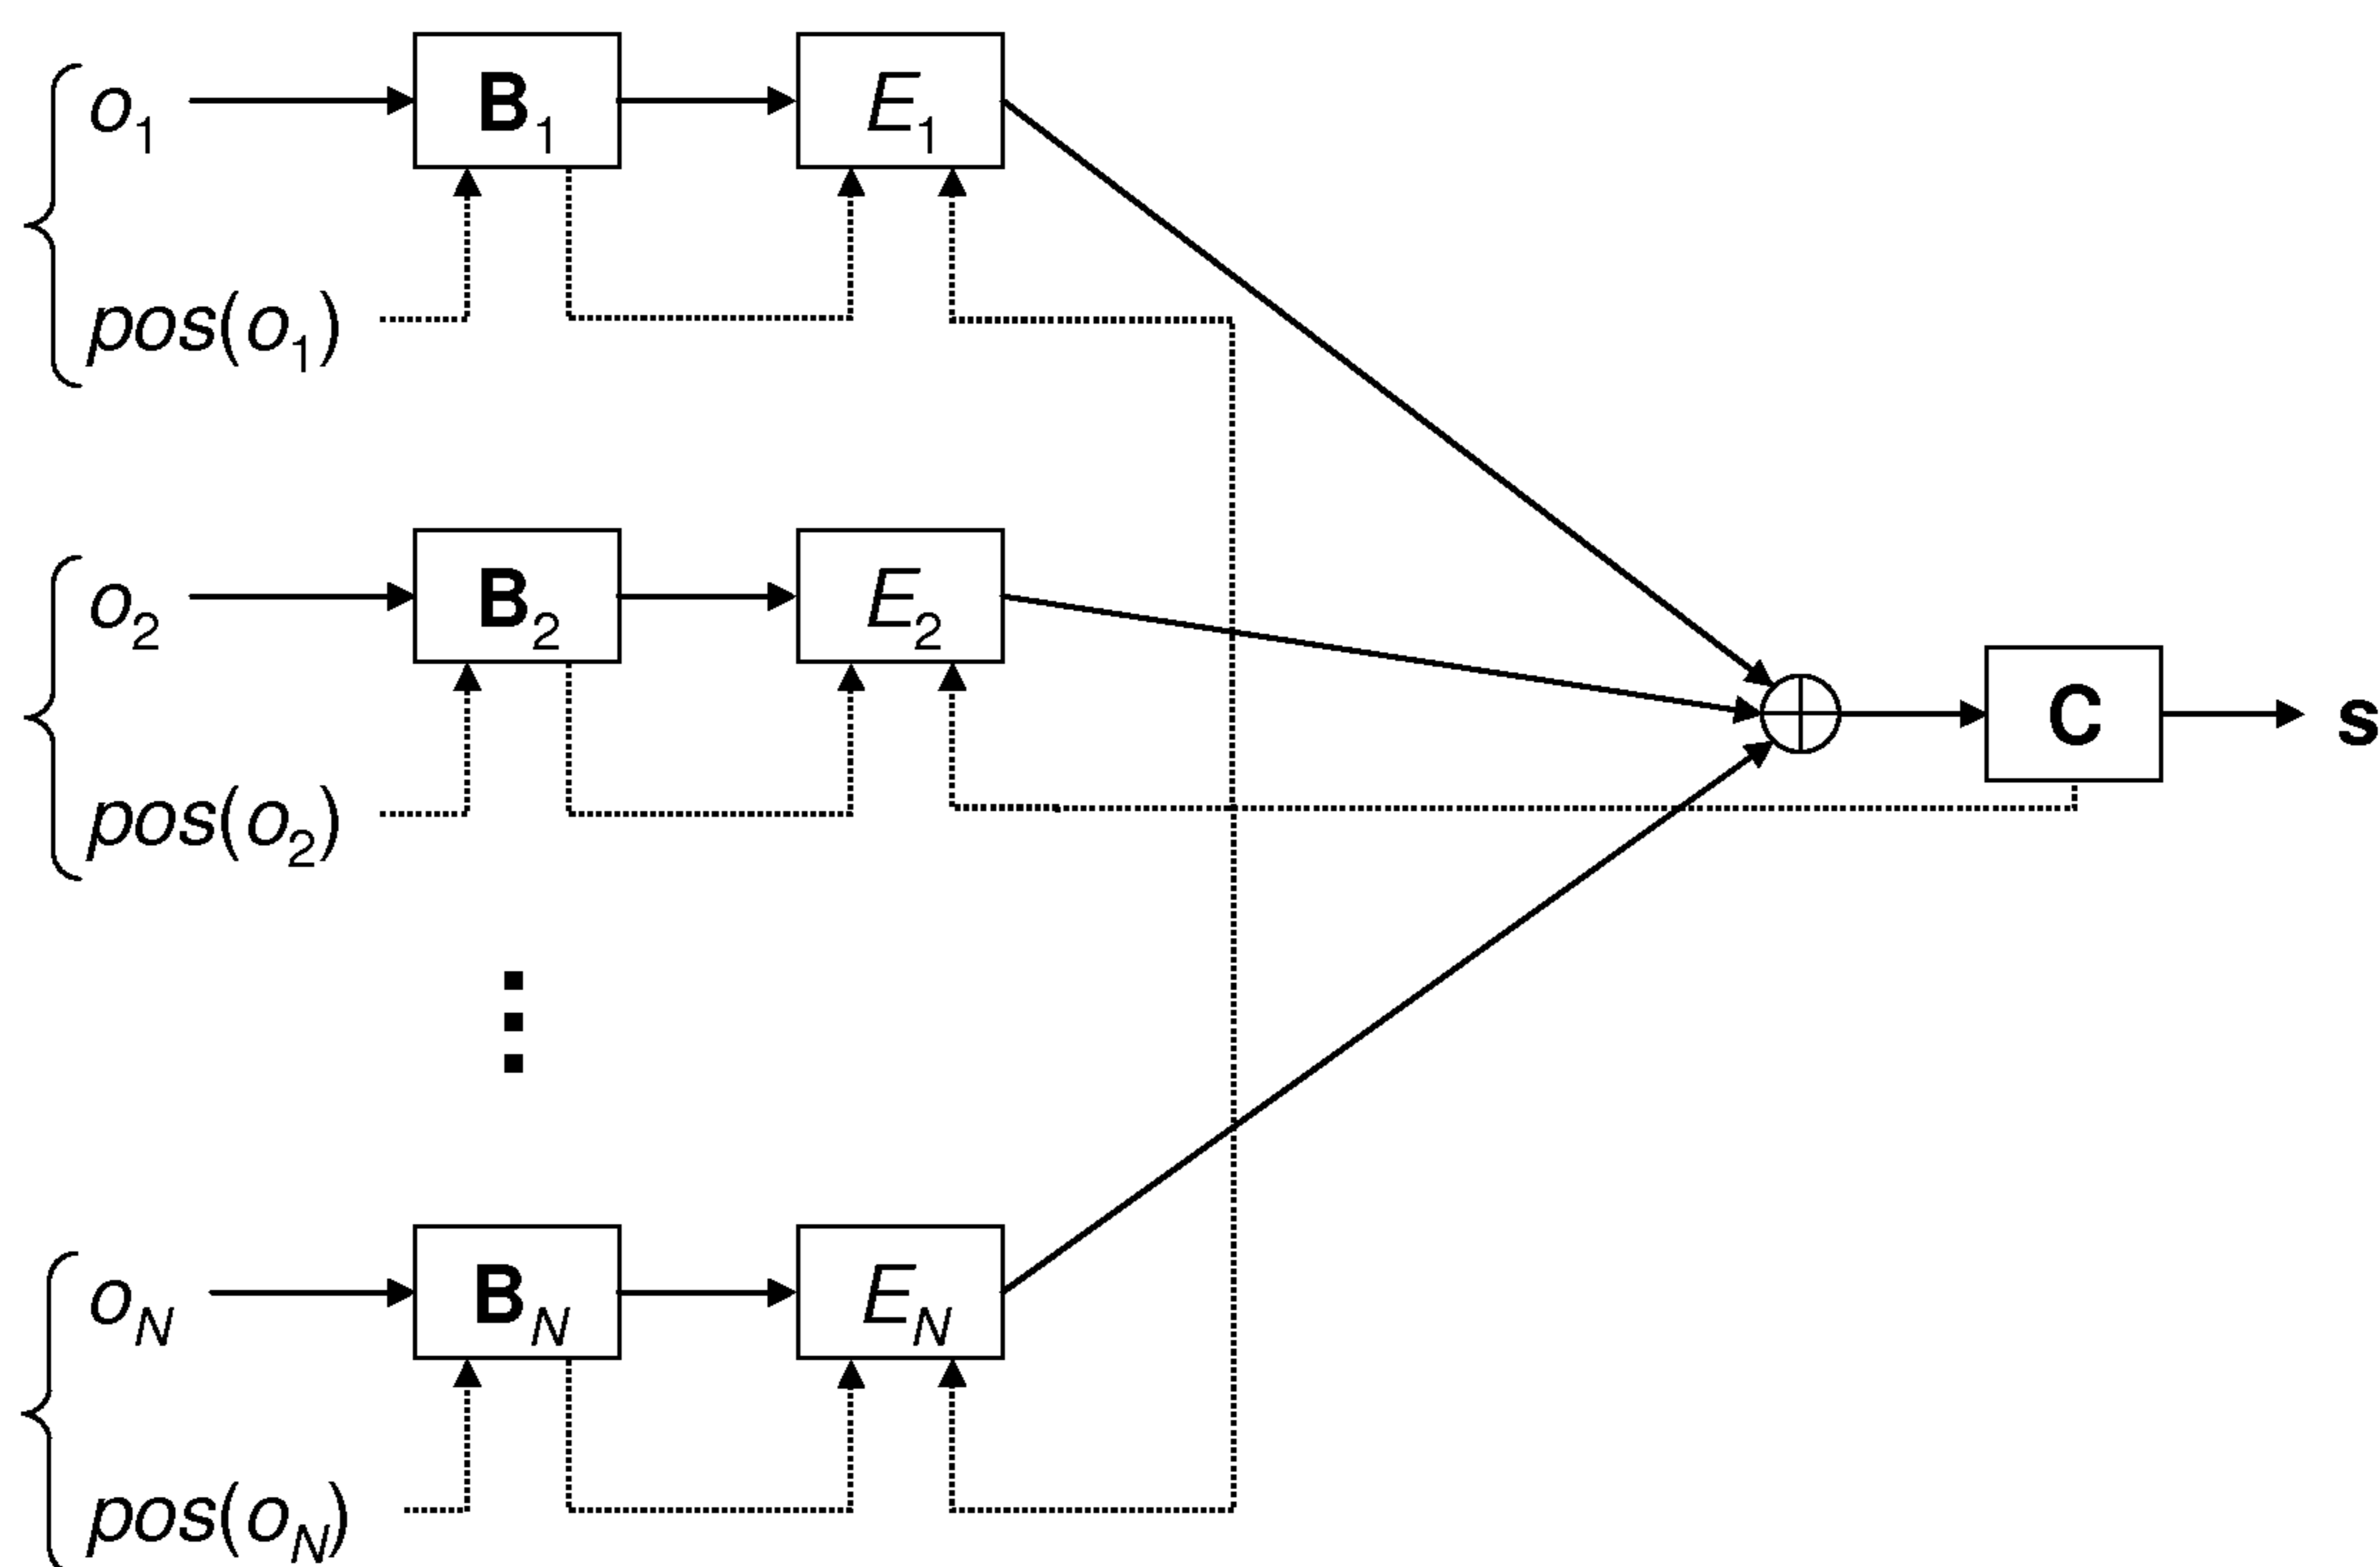 o1
B1
E1
pos(o1)
o2
B2
E2
pos(o2)
C
s
oN
BN
EN
pos(oN)